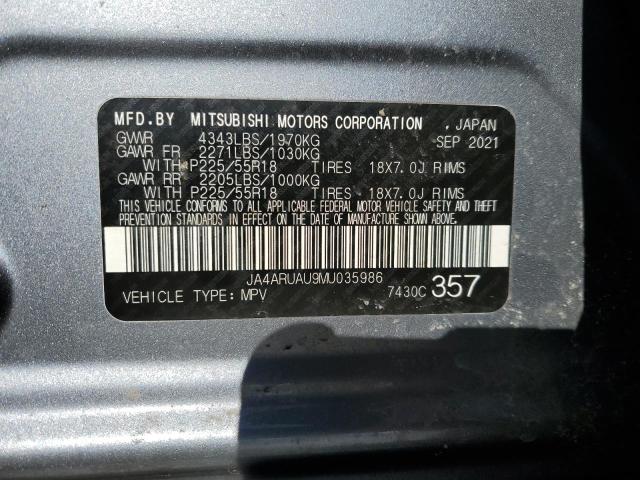 MFD.BY MITSUBISHI MOTORS CORPORATION , JAPAN
GVWR 4343LBS/1970KG SEP 2021
GAWR FR 2271LBS/1030KG
WITH P225/55R18 TIRES 18X7.0J RIMS
GAWR RR 2205LBS/1000KG
WITH P225/55R18 TIRES 18X7.0J RIMS
THIS VEHICLE CONFORMS TO ALL APPLICABLE FEDERAL MOTOR VEHICLE SAFETY AND THEFT
PREVENTION STANDARDS IN EFFECT ON THE DATE OF MANUFACTURE SHOWN ABOVE.
JA4ARUAU9MU035986
VEHICLE TYPE: MPV 7430C 357